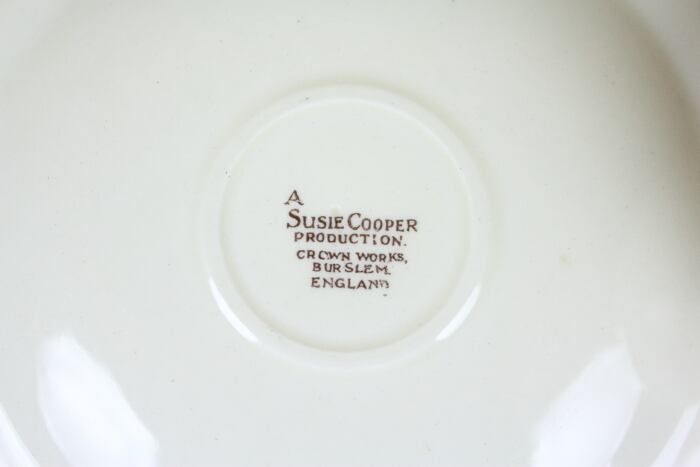 A
SUSIE COOPER
PRODUCTION.
CROWN WORKS,
BURSLEM.
ENGLAND